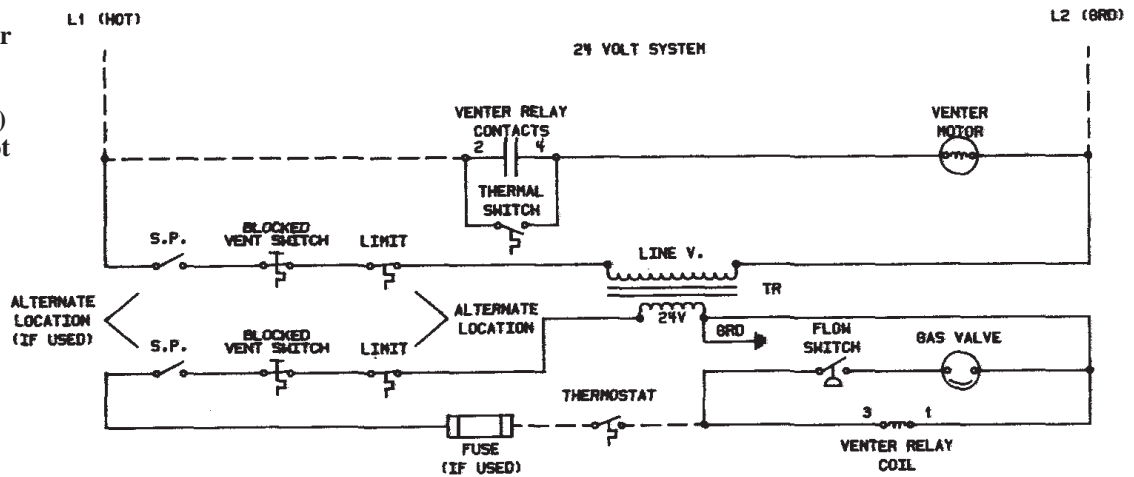 L1 (HOT)
L2 (GRD)
r
24 VOLT SYSTEM
)
ot
VENTER RELAY
CONTACTS
2 4
VENTER
MOTOR
THERMAL
SWITCH
S.P.
BLOCKED
VENT SWITCH
LIMIT
LINE V.
TR
ALTERNATE
LOCATION
(IF USED)
ALTERNATE
LOCATION
24V
GRD
FLOW
SWITCH
GAS VALVE
S.P.
BLOCKED
VENT SWITCH
LIMIT
THERMOSTAT
3 1
FUSE
(IF USED)
VENTER RELAY
COIL